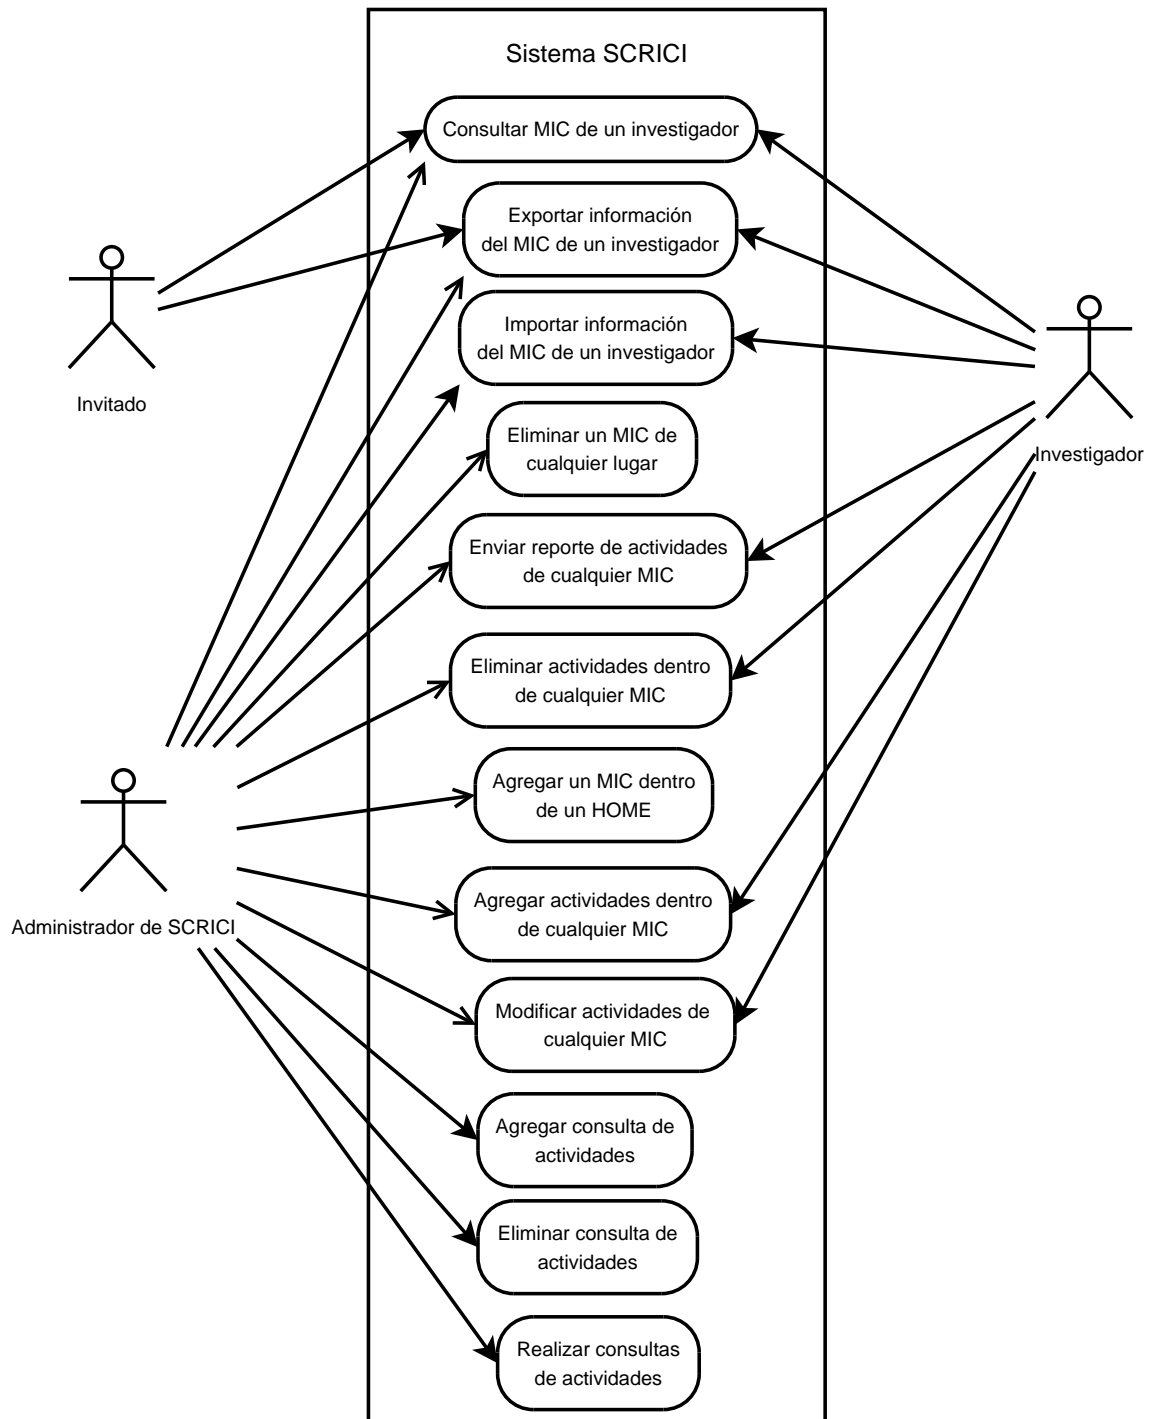 Sistema SCRICI
Consultar MIC de un investigador
Exportar información
del MIC de un investigador
Importar información
del MIC de un investigador
Invitado
Eliminar un MIC de
cualquier lugar
Investigador
Enviar reporte de actividades
de cualquier MIC
Eliminar actividades dentro
de cualquier MIC
Agregar un MIC dentro
de un HOME
Agregar actividades dentro
de cualquier MIC
Administrador de SCRICI
Modificar actividades de
cualquier MIC
Agregar consulta de
actividades
Eliminar consulta de
actividades
Realizar consultas
de actividades